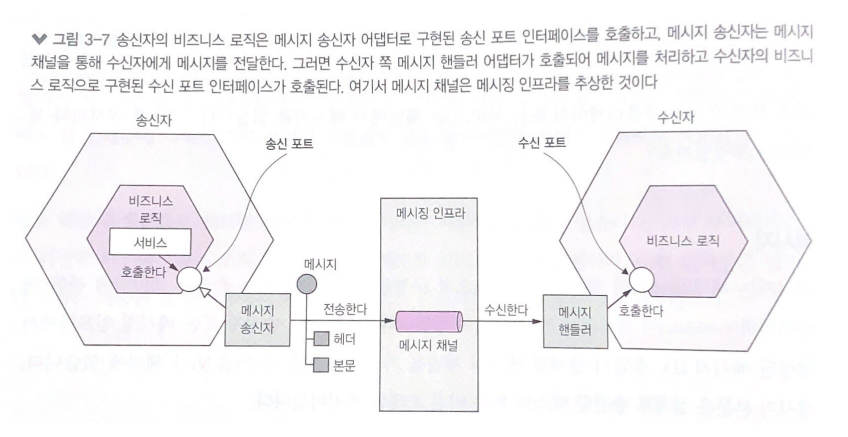 그림 3-7 송신자의 비즈니스 로직은 메시지 송신자 어댑터로 구현된 송신 포트 인터페이스를 호출하고, 메시지 송신자는 메시지
채널을 통해 수신자에게 메시지를 전달한다. 그러면 수신자 쪽 메시지 핸들러 어댑터가 호출되어 메시지를 처리하고 수신자의 비즈니
스 로직으로 구현된 수신 포트 인터페이스가 호출된다. 여기서 메시지 채널은 메시징 인프라를 추상한 것이다
송신자
수신자
송신 포트
수신 포트
비즈니스
로직
서비스
호출한다
메시지
송신자
메시지
전송한다
헤더
본문
메시징 인프라
메시지 채널
수신한다
메시지
핸들러
호출한다
비즈니스 로직